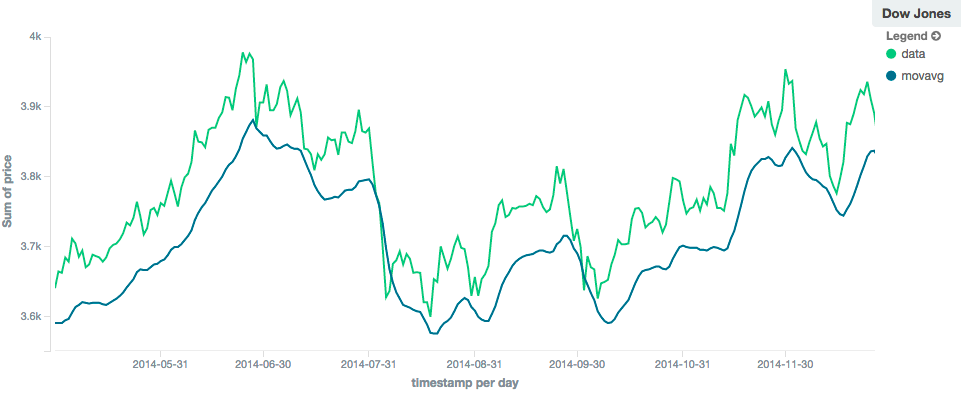 Dow Jones
Legend
data
movavg
Sum of price
4k
3.9k
3.8k
3.7k
3.6k
2014-05-31 2014-06-30 2014-07-31 2014-08-31 2014-09-30 2014-10-31 2014-11-30
timestamp per day